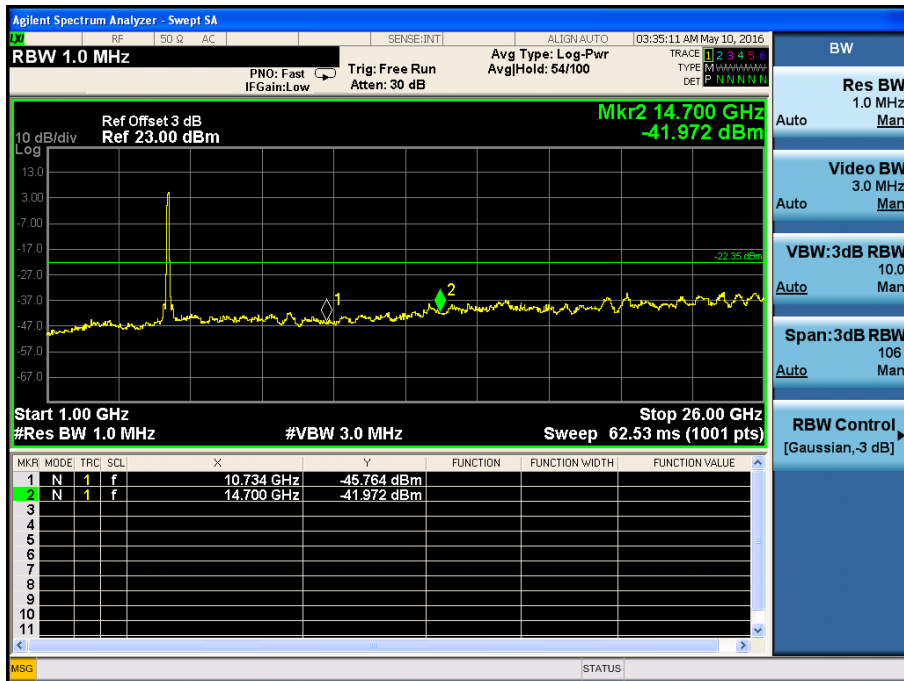 Agilent Spectrum Analyzer - Swept SA
LXI RF 50 Ω AC SENSE:INT ALIGN AUTO 03:35:11 AM May 10, 2016
RBW 1.0 MHz
PNO: Fast
IFGain:Low
Trig: Free Run
Atten: 30 dB
Avg Type: Log-Pwr
Avg|Hold: 54/100
TRACE 1 2 3 4 5 6
TYPE M W W W W W
DET P N N N N N
Mkr2 14.700 GHz
-41.972 dBm
Ref Offset 3 dB
10 dB/div Ref 23.00 dBm
Log
13.0
3.00
-7.00
-17.0
-22.35 dBm
-27.0
-37.0
-47.0
-57.0
-67.0
1
2
Start 1.00 GHz Stop 26.00 GHz
#Res BW 1.0 MHz #VBW 3.0 MHz Sweep 62.53 ms (1001 pts)
MKR MODE TRC SCL X Y FUNCTION FUNCTION WIDTH FUNCTION VALUE
1 N 1 f 10.734 GHz -45.764 dBm
2 N 1 f 14.700 GHz -41.972 dBm
3
4
5
6
7
8
9
10
11
MSG STATUS
BW
Res BW
1.0 MHz
Auto Man
Video BW
3.0 MHz
Auto Man
VBW:3dB RBW
10.0
Auto Man
Span:3dB RBW
106
Auto Man
RBW Control
[Gaussian,-3 dB]